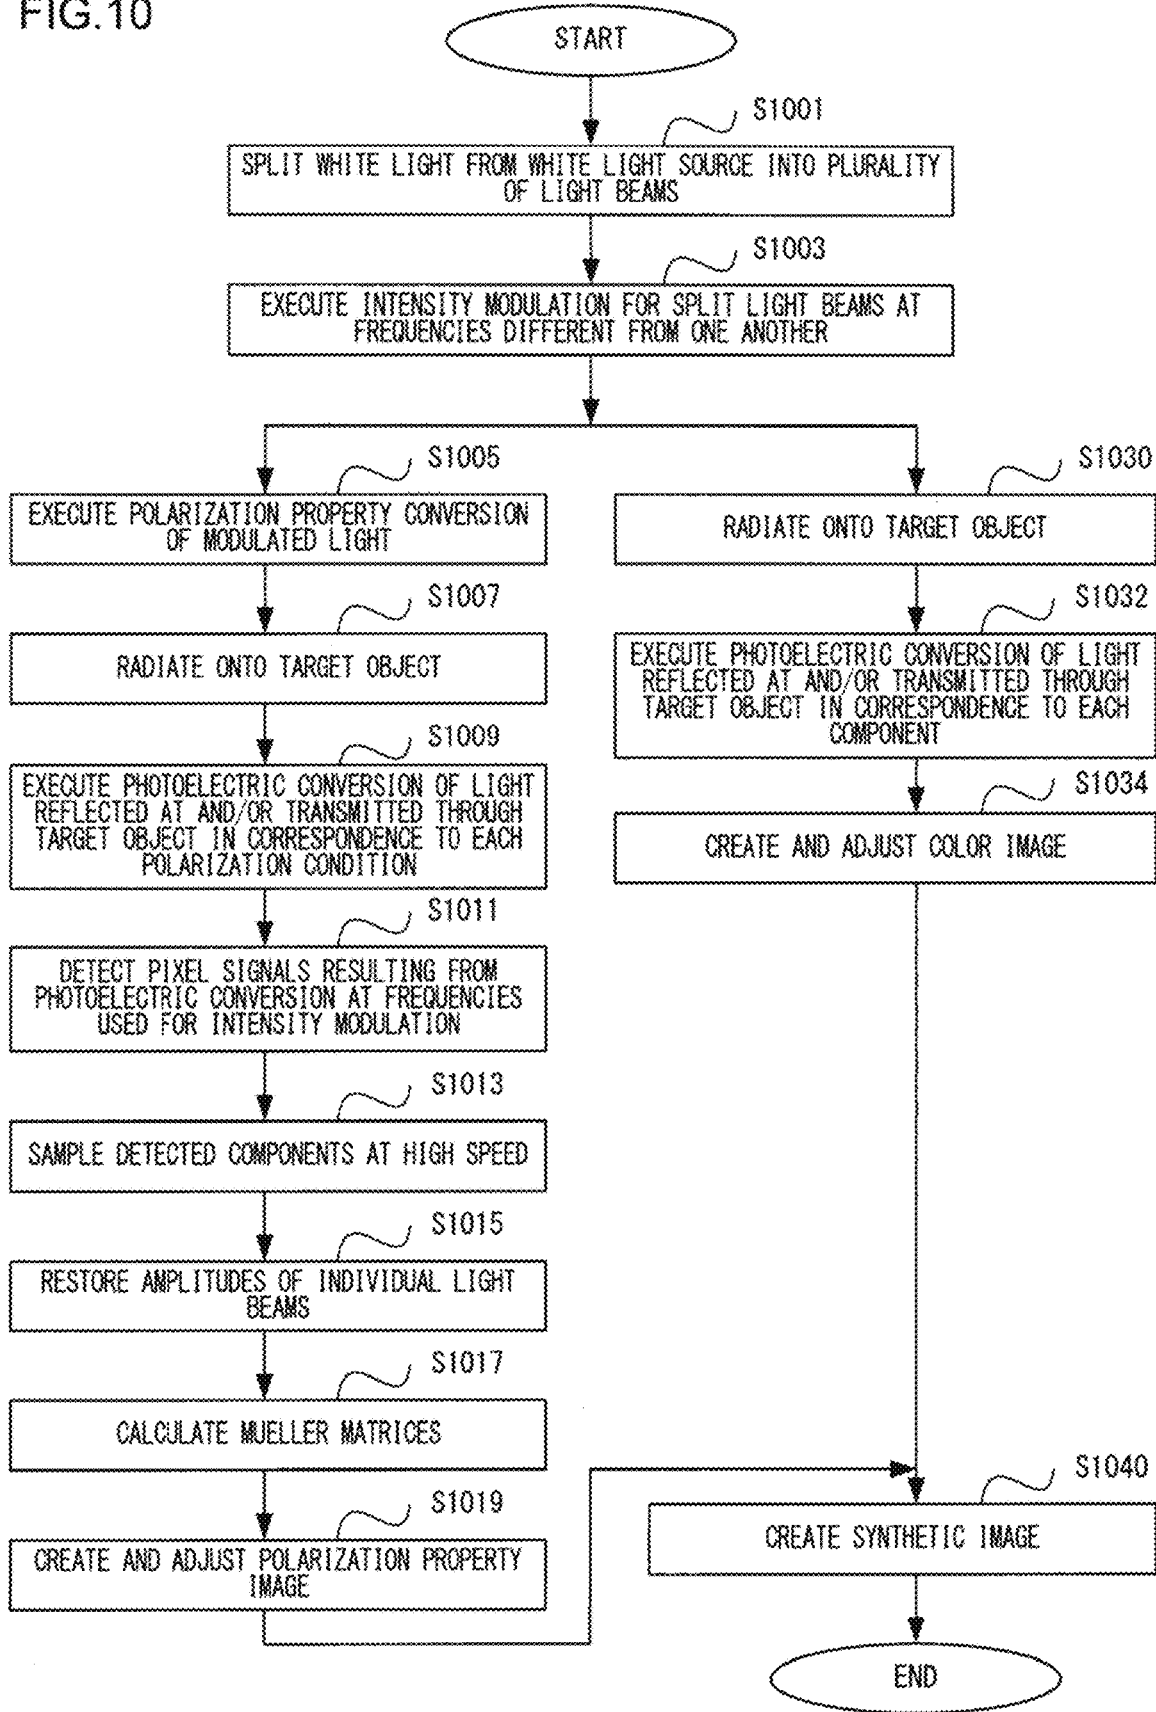 FIG.10
START
S1001
SPLIT WHITE LIGHT FROM WHITE LIGHT SOURCE INTO PLURALITY
OF LIGHT BEAMS
S1003
EXECUTE INTENSITY MODULATION FOR SPLIT LIGHT BEAMS AT
FREQUENCIES DIFFERENT FROM ONE ANOTHER
S1005
EXECUTE POLARIZATION PROPERTY CONVERSION
OF MODULATED LIGHT
S1007
RADIATE ONTO TARGET OBJECT
S1009
EXECUTE PHOTOELECTRIC CONVERSION OF LIGHT
REFLECTED AT AND/OR TRANSMITTED THROUGH
TARGET OBJECT IN CORRESPONDENCE TO EACH
POLARIZATION CONDITION
S1011
DETECT PIXEL SIGNALS RESULTING FROM
PHOTOELECTRIC CONVERSION AT FREQUENCIES
USED FOR INTENSITY MODULATION
S1013
SAMPLE DETECTED COMPONENTS AT HIGH SPEED
S1015
RESTORE AMPLITUDES OF INDIVIDUAL LIGHT
BEAMS
S1017
CALCULATE MUELLER MATRICES
S1019
CREATE AND ADJUST POLARIZATION PROPERTY
IMAGE
S1030
RADIATE ONTO TARGET OBJECT
S1032
EXECUTE PHOTOELECTRIC CONVERSION OF LIGHT
REFLECTED AT AND/OR TRANSMITTED THROUGH
TARGET OBJECT IN CORRESPONDENCE TO EACH
COMPONENT
S1034
CREATE AND ADJUST COLOR IMAGE
S1040
CREATE SYNTHETIC IMAGE
END